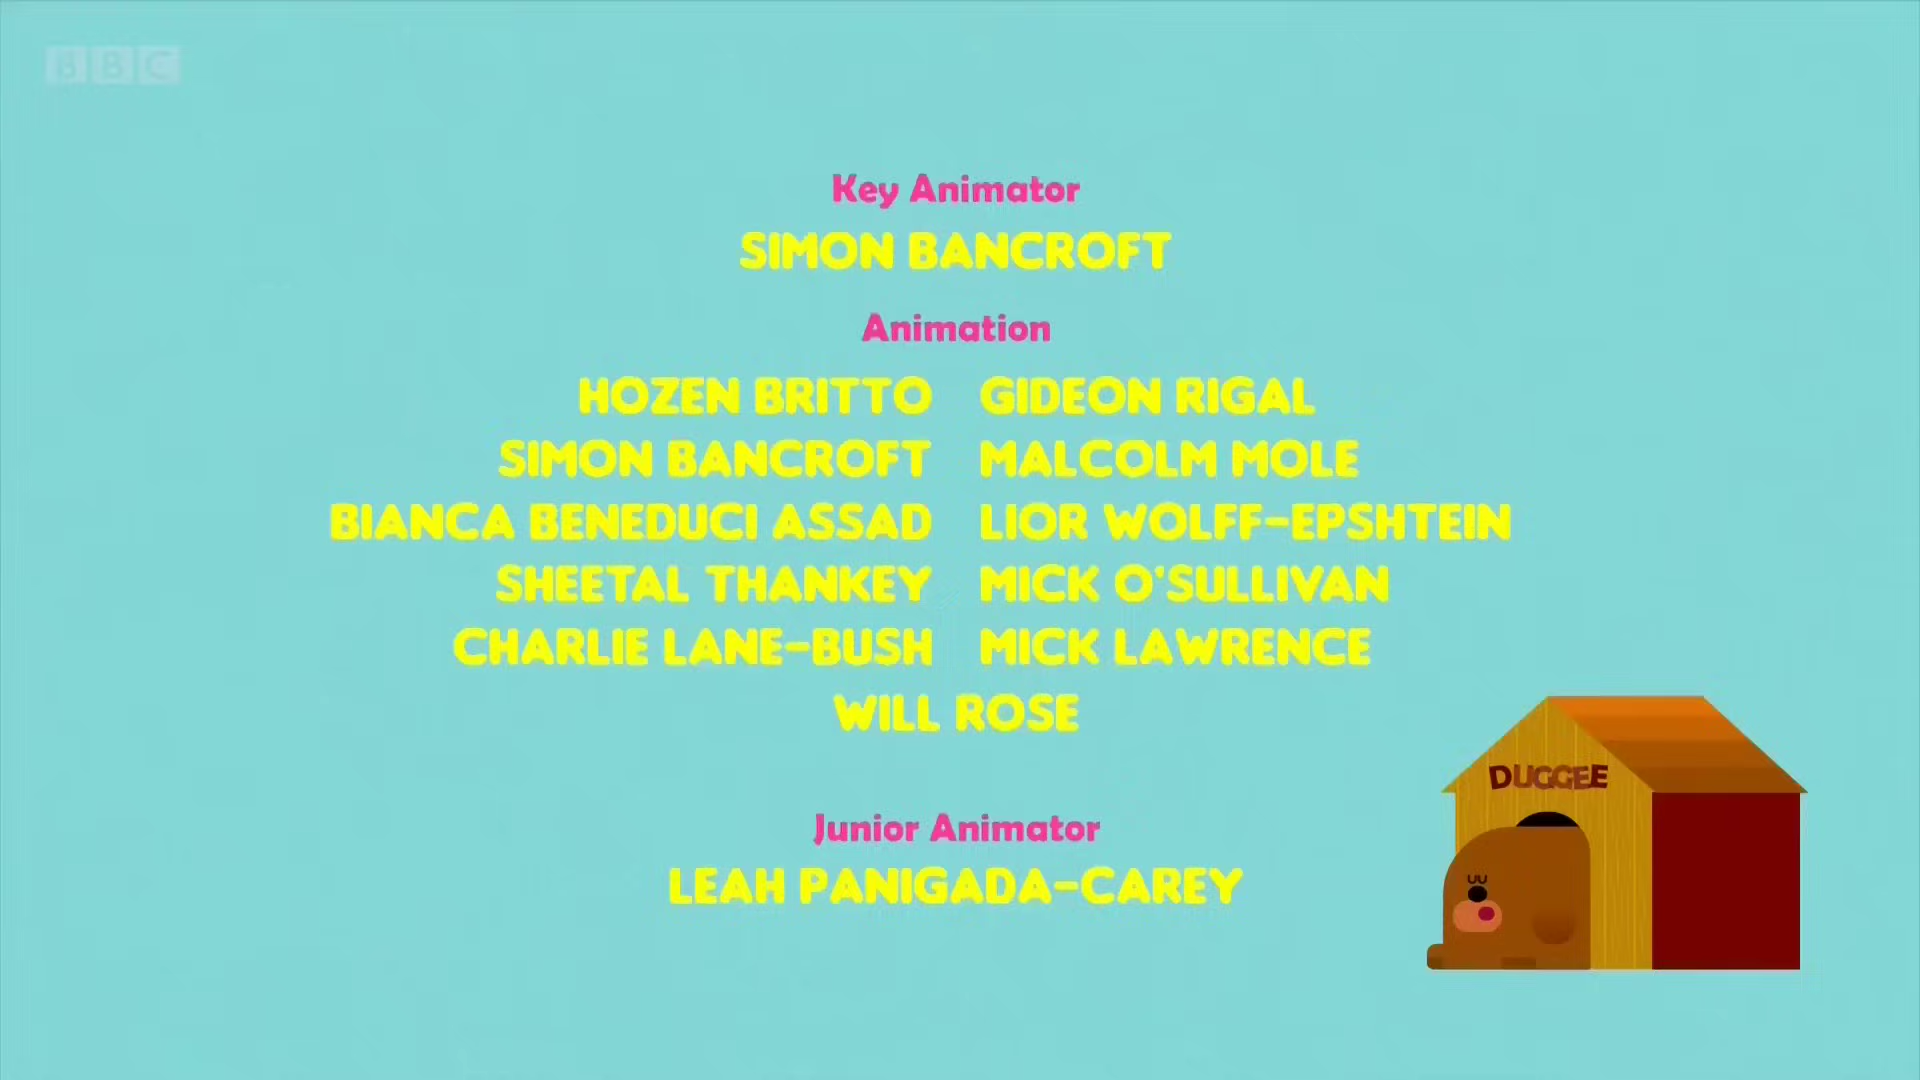 BBC
Key Animator
SIMON BANCROFT
Animation
HOZEN BRITTO GIDEON RIGAL
SIMON BANCROFT MALCOLM MOLE
BIANCA BENEDUCI ASSAD LIOR WOLFF-EPSHTEIN
SHEETAL THANKEY MICK O'SULLIVAN
CHARLIE LANE-BUSH MICK LAWRENCE
WILL ROSE
DUGGEE
Junior Animator
LEAH PANIGADA-CAREY